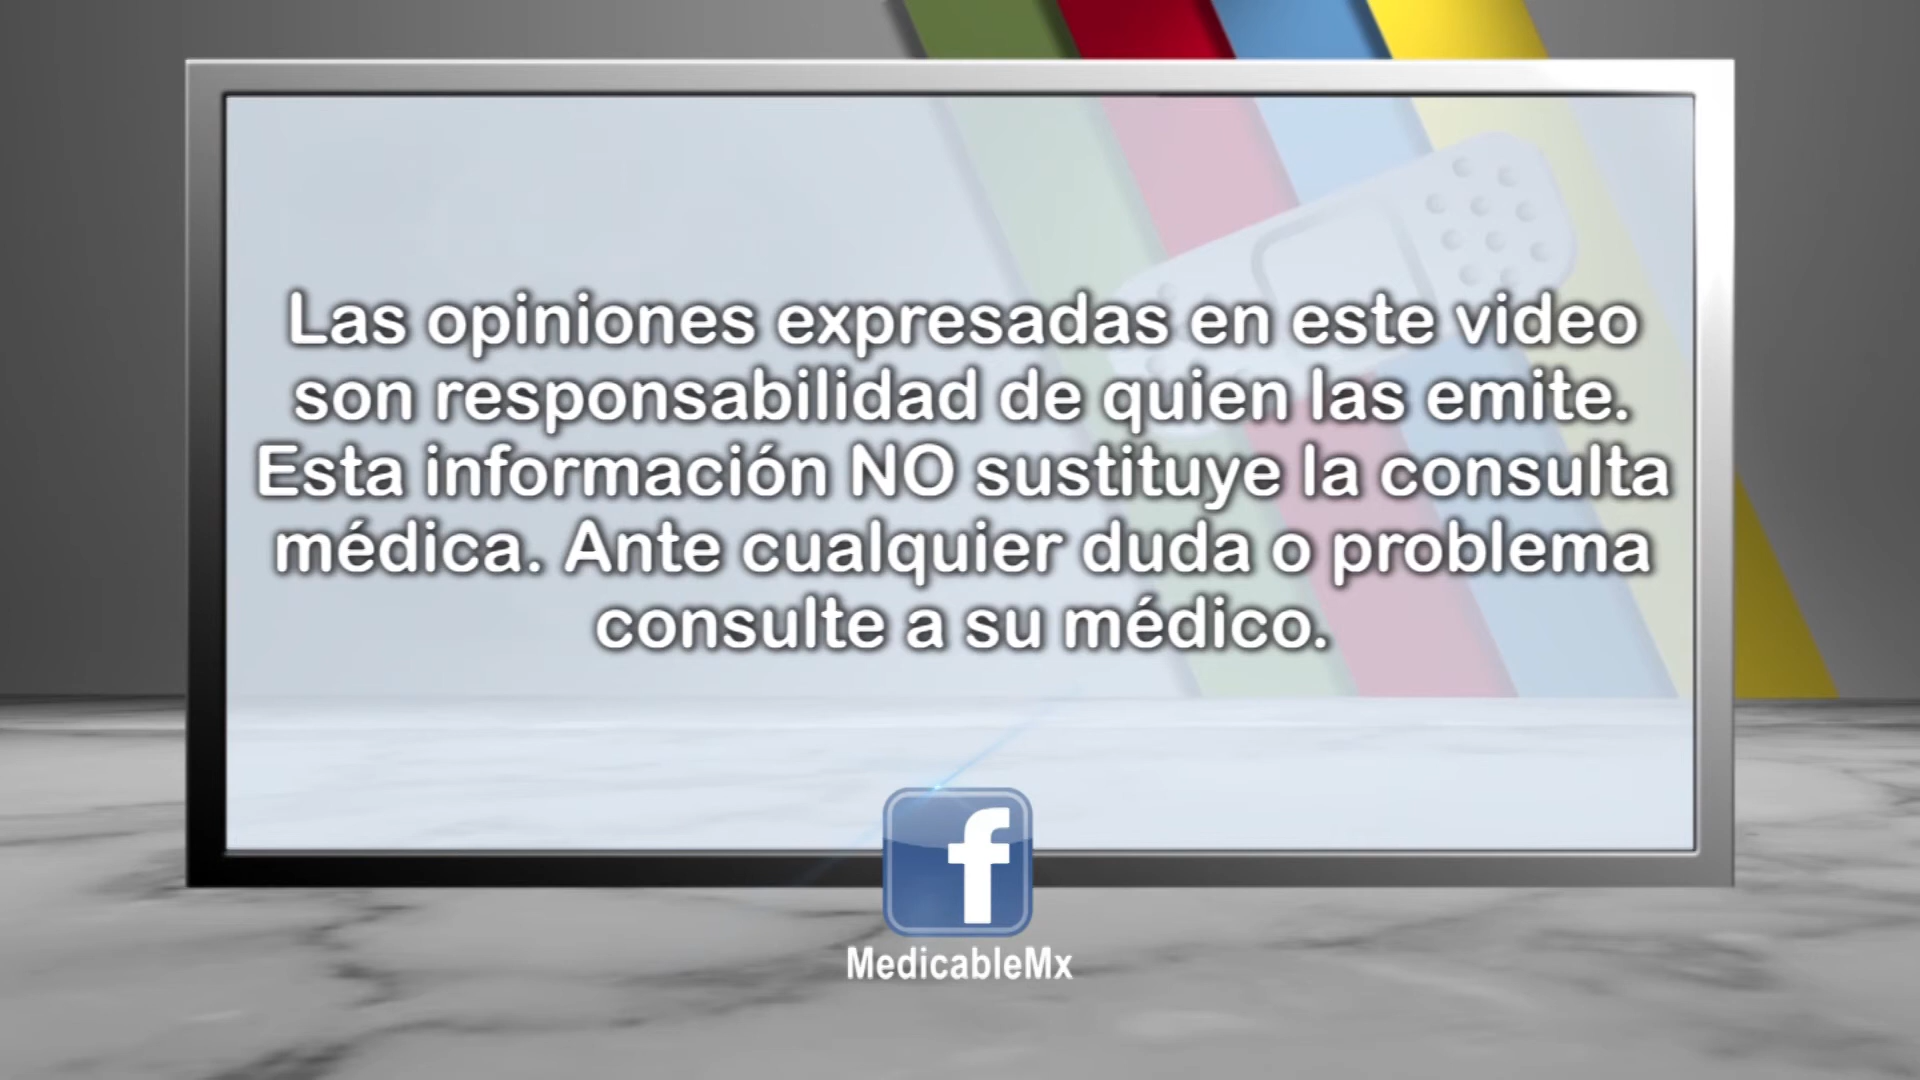 Las opiniones expresadas en este video
son responsabilidad de quien las emite.
Esta información NO sustituye la consulta
médica. Ante cualquier duda o problema
consulte a su médico.
f
MedicableMx